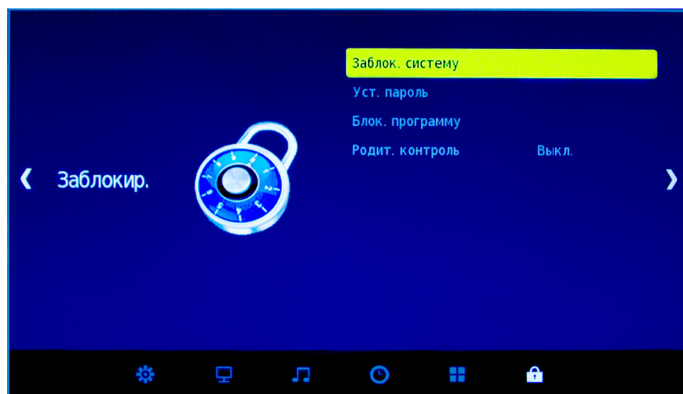 Заблок. систему
Уст. пароль
Блок. программу
Родит. контроль Выкл.
Заблокир.